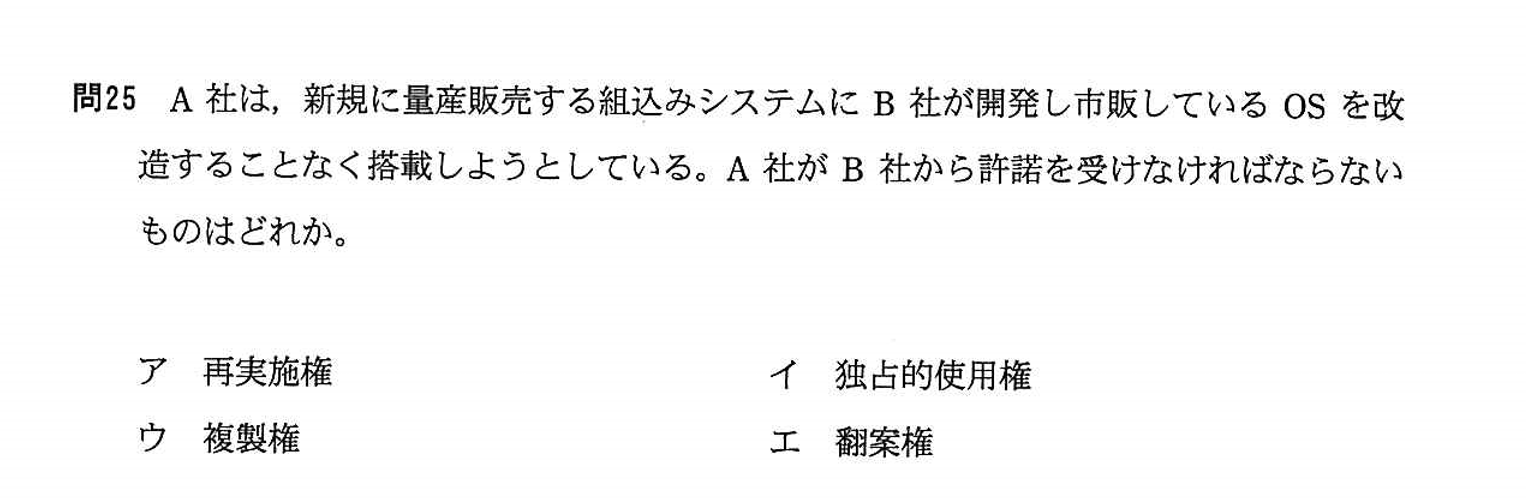 問25 A 社は，新規に量産販売する組込みシステムに B 社が開発し市販している OS を改
造することなく搭載しようとしている。A 社が B 社から許諾を受けなければならない
ものはどれか。
ア 再実施権 イ 独占的使用権
ウ 複製権 エ 翻案権